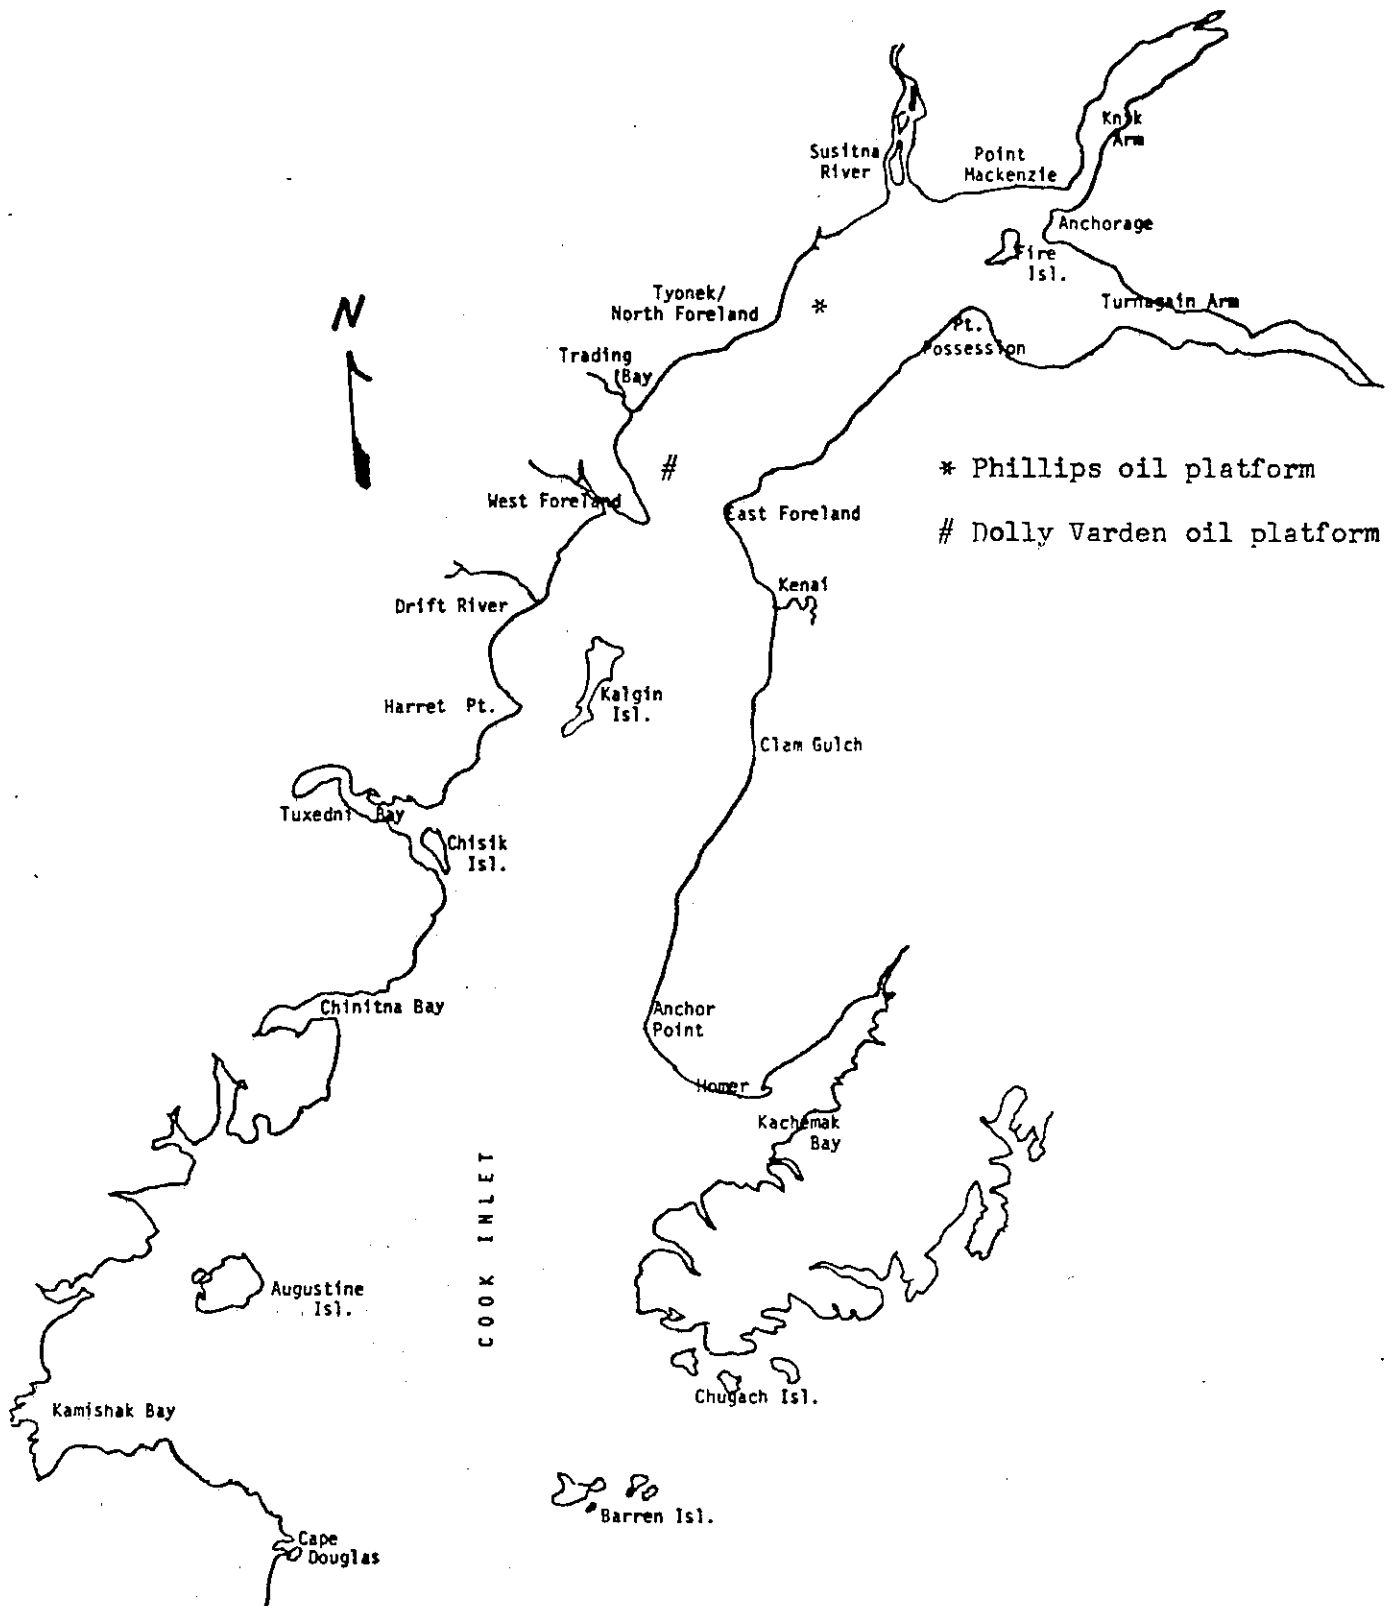 Knik
Arm
Susitna
River
Point
Mackenzie
Anchorage
Fire
Isl.
Tyonek/
North Foreland
*
Turnagain Arm
N
Pt.
Possession
Trading
Bay
#
* Phillips oil platform
West Foreland
East Foreland
# Dolly Varden oil platform
Kenai
Drift River
Kalgin
Isl.
Harret Pt.
Clam Gulch
Tuxedni Bay
Chisik
Isl.
Chinitna Bay
Anchor
Point
Homer
Kachemak
Bay
COOK INLET
Augustine
Isl.
Chugach Isl.
Kamishak Bay
Barren Isl.
Cape
Douglas